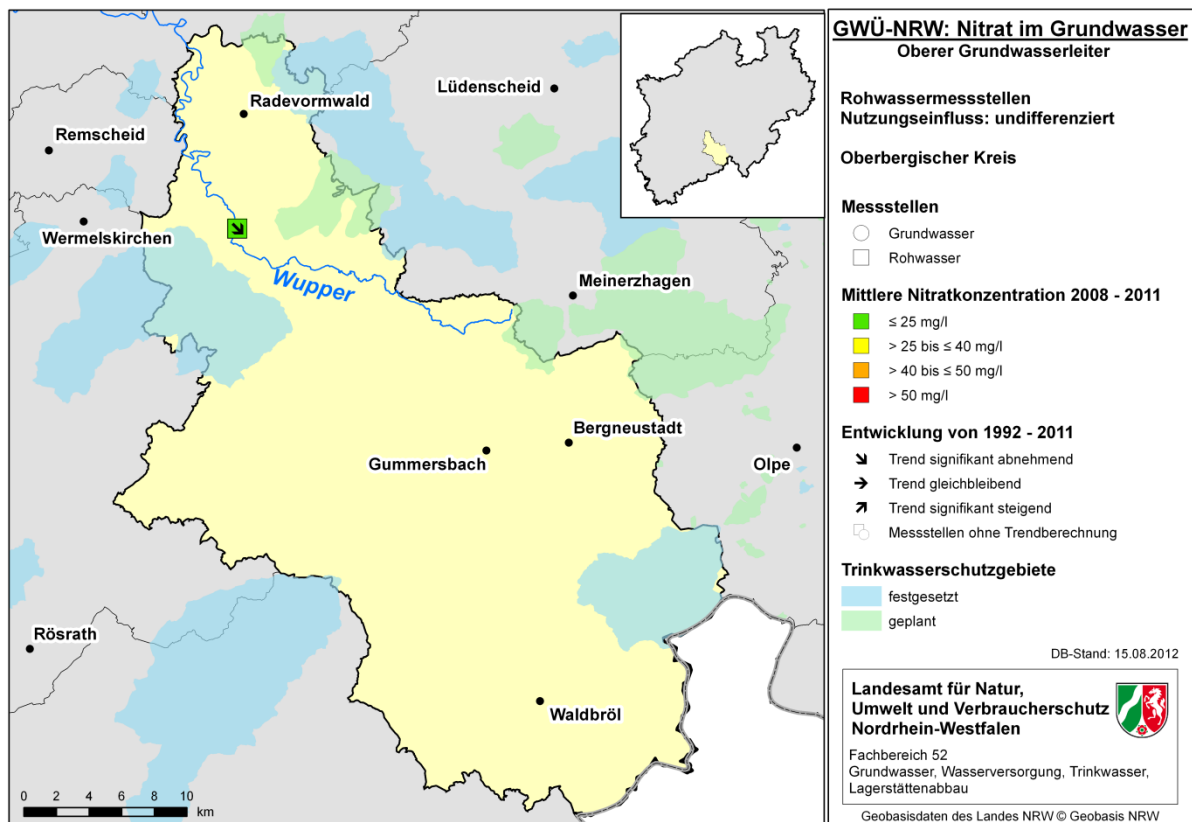 Radevormwald
Lüdenscheid
Remscheid
Wermelskirchen
Wupper
Meinerzhagen
Bergneustadt
Gummersbach
Olpe
Rösrath
Waldbröl
0 2 4 6 8 10
km
GWÜ-NRW: Nitrat im Grundwasser
Oberer Grundwasserleiter
Rohwassermessstellen
Nutzungseinfluss: undifferenziert
Oberbergischer Kreis
Messstellen
Grundwasser
Rohwasser
Mittlere Nitratkonzentration 2008 - 2011
≤ 25 mg/l
> 25 bis ≤ 40 mg/l
> 40 bis ≤ 50 mg/l
> 50 mg/l
Entwicklung von 1992 - 2011
Trend signifikant abnehmend
Trend gleichbleibend
Trend signifikant steigend
Messstellen ohne Trendberechnung
Trinkwasserschutzgebiete
festgesetzt
geplant
DB-Stand: 15.08.2012
Landesamt für Natur,
Umwelt und Verbraucherschutz
Nordrhein-Westfalen
Fachbereich 52
Grundwasser, Wasserversorgung, Trinkwasser,
Lagerstättenabbau
Geobasisdaten des Landes NRW © Geobasis NRW